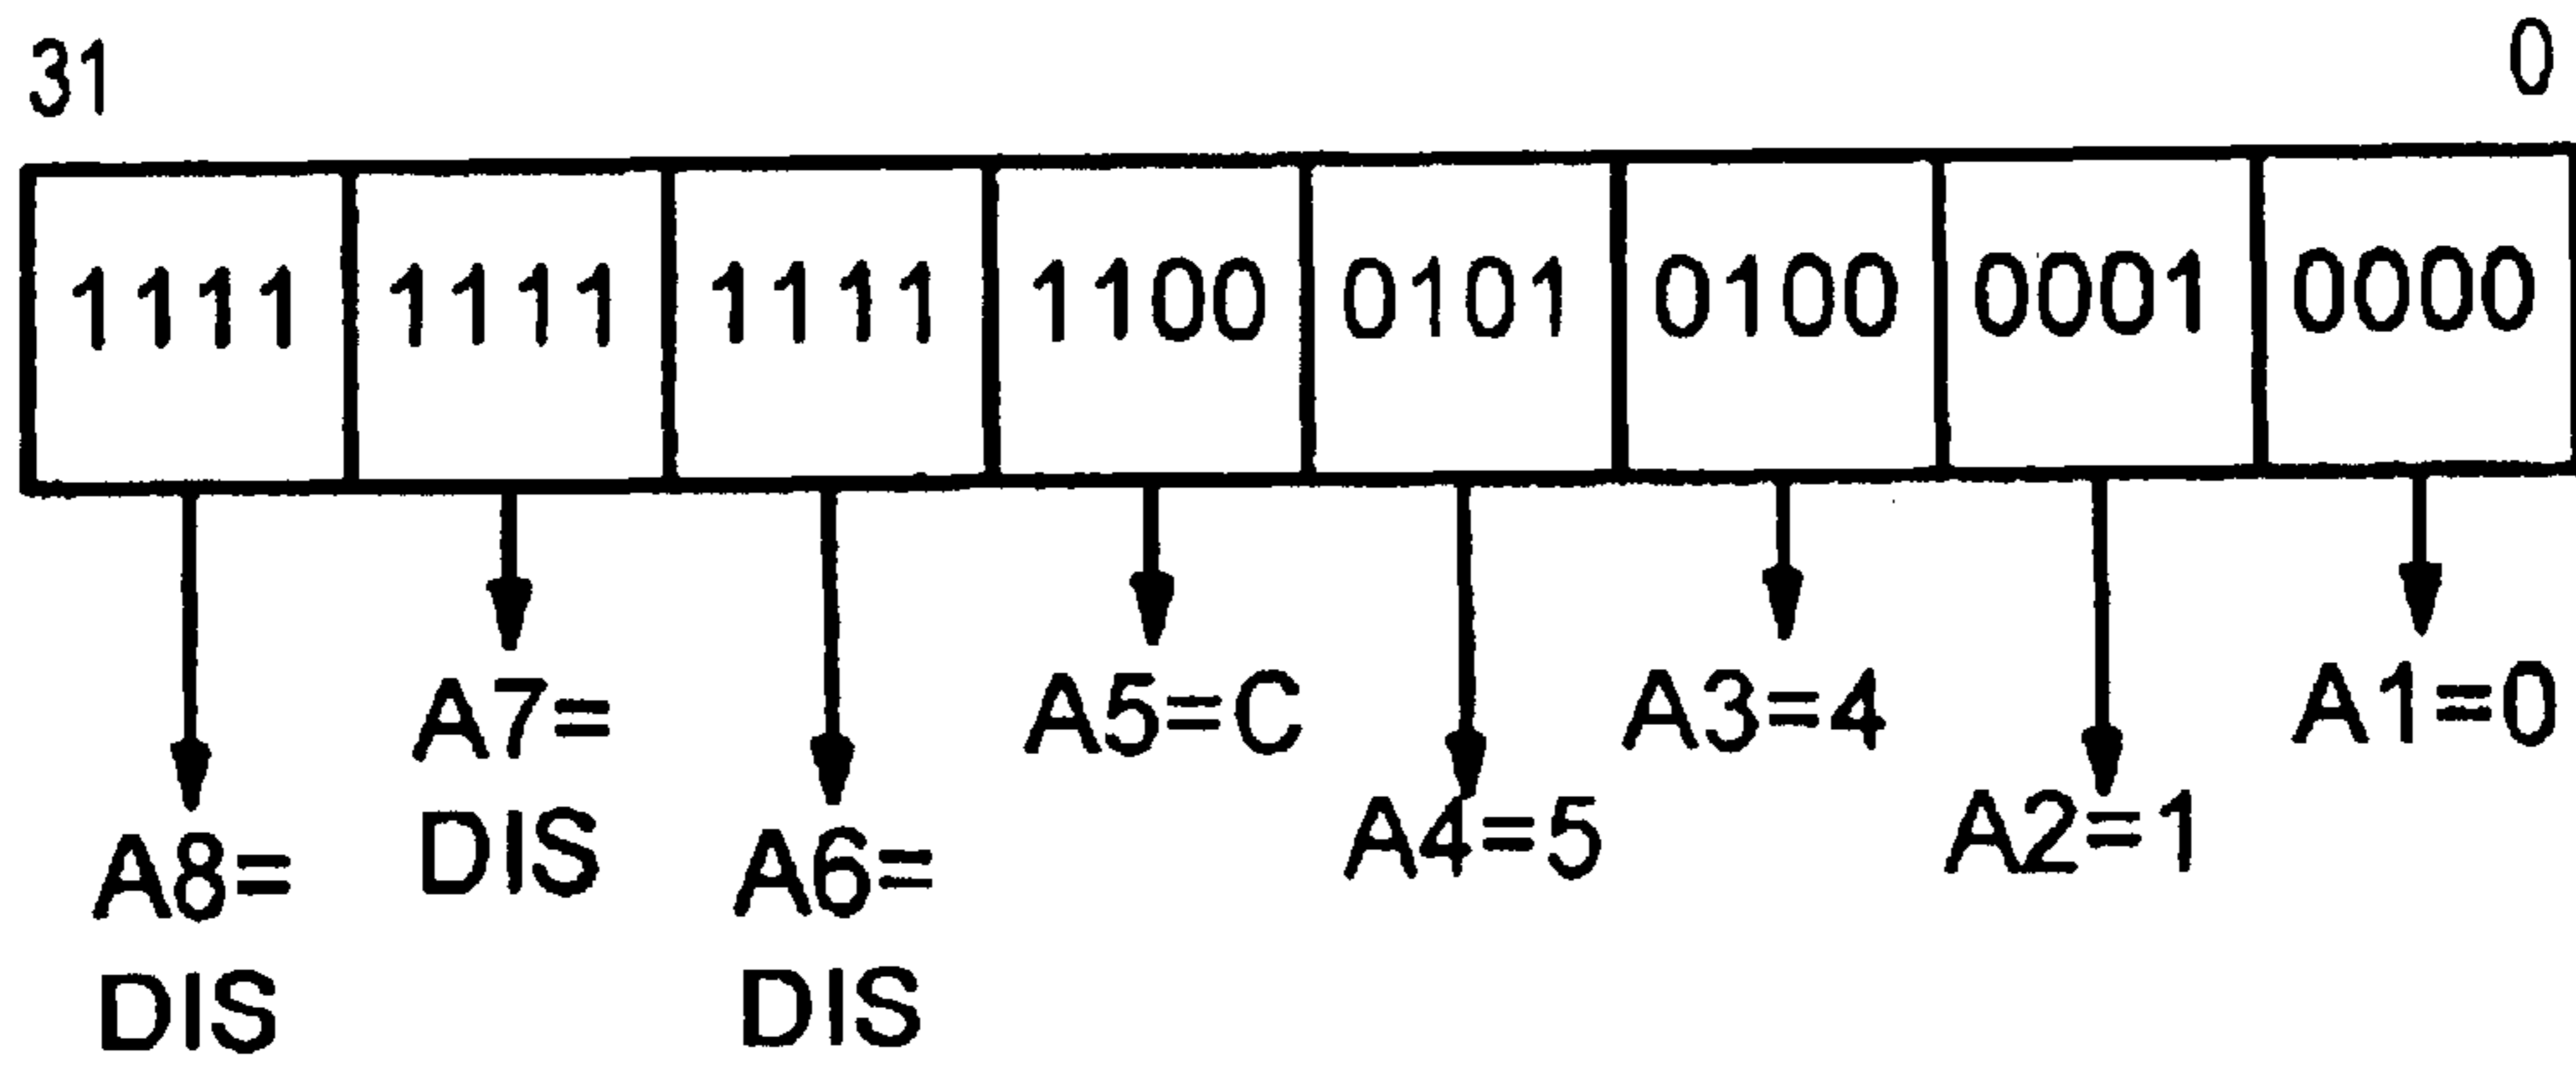 31 0
1111 1111 1111 1100 0101 0100 0001 0000
A8=
DIS
A7=
DIS
A6=
DIS
A5=C
A4=5
A3=4
A2=1
A1=0